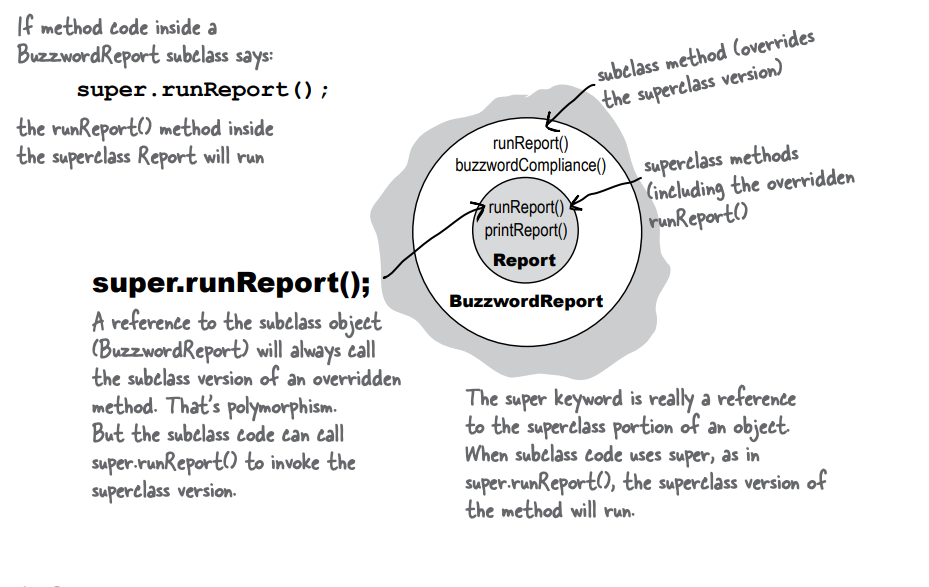 If method code inside a
BuzzwordReport subclass says:
super.runReport();
the runReport() method inside
the superclass Report will run
subclass method (overrides
the superclass version)
runReport()
buzzwordCompliance()
superclass methods
(including the overridden
runReport()
runReport()
printReport()
Report
BuzzwordReport
super.runReport();
A reference to the subclass object
(BuzzwordReport) will always call
the subclass version of an overridden
method. That's polymorphism.
But the subclass code can call
super.runReport() to invoke the
superclass version.
The super keyword is really a reference
to the superclass portion of an object.
When subclass code uses super, as in
super.runReport(), the superclass version of
the method will run.